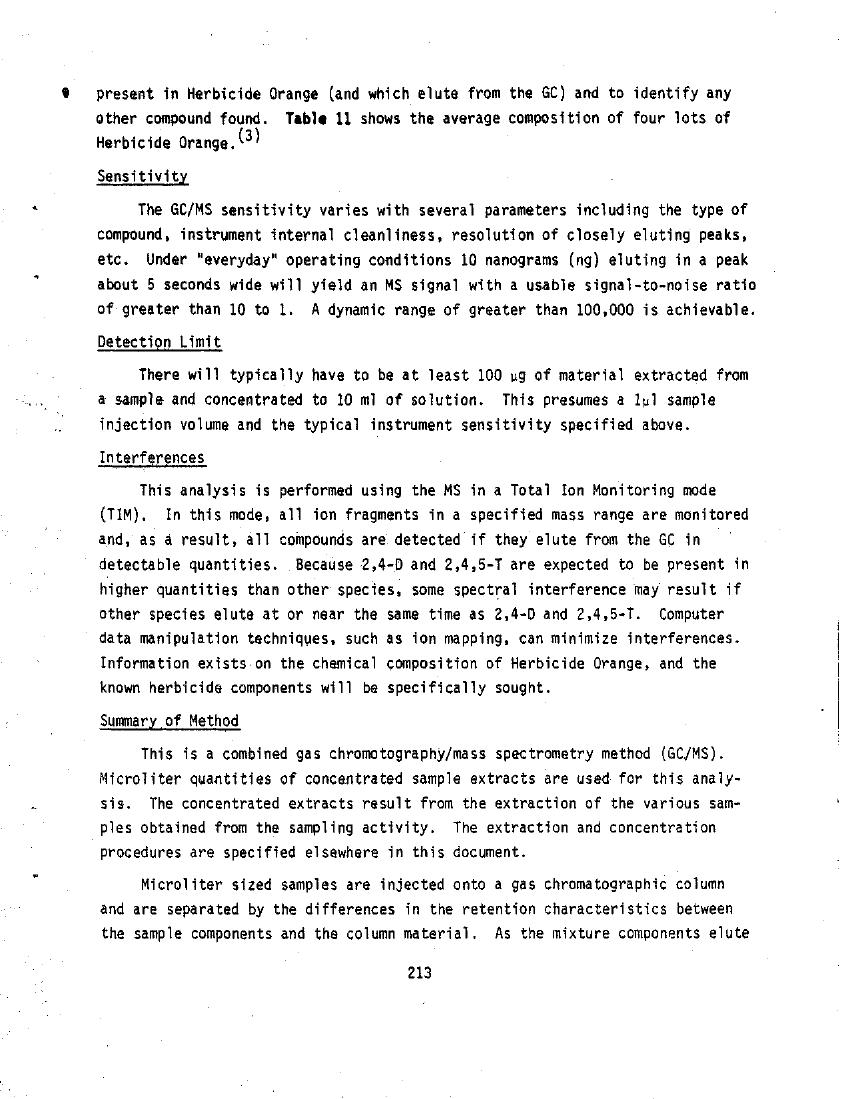 present in Herbicide Orange (and which elute from the GC) and to identify any
other compound found. Table 11 shows the average composition of four lots of
Herbicide Orange.(3)
Sensitivity
The GC/MS sensitivity varies with several parameters including the type of
compound, instrument internal cleanliness, resolution of closely eluting peaks,
etc. Under "everyday" operating conditions 10 nanograms (ng) eluting in a peak
about 5 seconds wide will yield an MS signal with a usable signal-to-noise ratio
of greater than 10 to 1. A dynamic range of greater than 100,000 is achievable.
Detection Limit
There will typically have to be at least 100 µg of material extracted from
a sample and concentrated to 10 ml of solution. This presumes a 1µl sample
injection volume and the typical instrument sensitivity specified above.
Interferences
This analysis is performed using the MS in a Total Ion Monitoring mode
(TIM). In this mode, all ion fragments in a specified mass range are monitored
and, as a result, all compounds are detected if they elute from the GC in
detectable quantities. Because 2,4-D and 2,4,5-T are expected to be present in
higher quantities than other species, some spectral interference may result if
other species elute at or near the same time as 2,4-D and 2,4,5-T. Computer
data manipulation techniques, such as ion mapping, can minimize interferences.
Information exists on the chemical composition of Herbicide Orange, and the
known herbicide components will be specifically sought.
Summary of Method
This is a combined gas chromotography/mass spectrometry method (GC/MS).
Microliter quantities of concentrated sample extracts are used for this analy-
sis. The concentrated extracts result from the extraction of the various sam-
ples obtained from the sampling activity. The extraction and concentration
procedures are specified elsewhere in this document.
Microliter sized samples are injected onto a gas chromatographic column
and are separated by the differences in the retention characteristics between
the sample components and the column material. As the mixture components elute
213